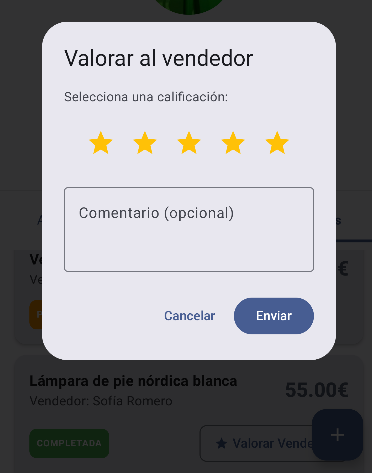 Valorar al vendedor
Selecciona una calificación:
Comentario (opcional)
Cancelar
Enviar
€
Lámpara de pie nórdica blanca
55.00€
Vendedor: Sofía Romero
COMPLETADA
Valorar Vende